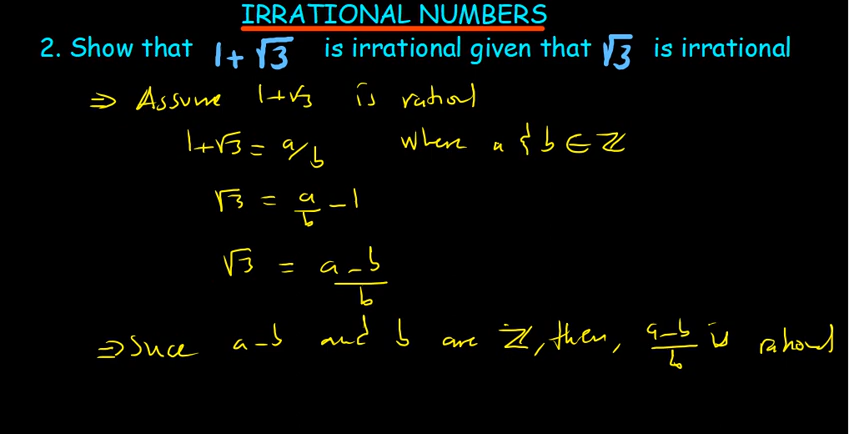 IRRATIONAL NUMBERS
2. Show that 1+√3 is irrational given that √3 is irrational
⇒ Assume 1+√3 is rational
1+√3 = a/b where a & b ∈ ℤ
√3 = a/b − 1
√3 = a−b/b
⇒ Since a−b and b are ℤ, then, a−b/b is rational